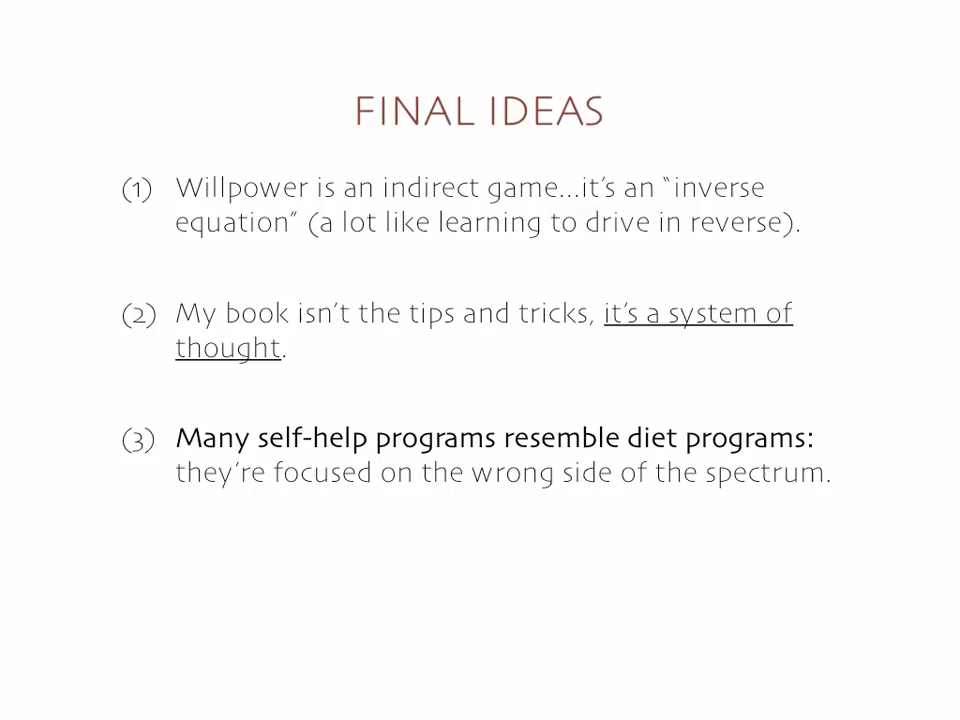 FINAL IDEAS
(1) Willpower is an indirect game...it's an “inverse
equation” (a lot like learning to drive in reverse).
(2) My book isn't the tips and tricks, it's a system of
thought.
(3) Many self-help programs resemble diet programs:
they're focused on the wrong side of the spectrum.